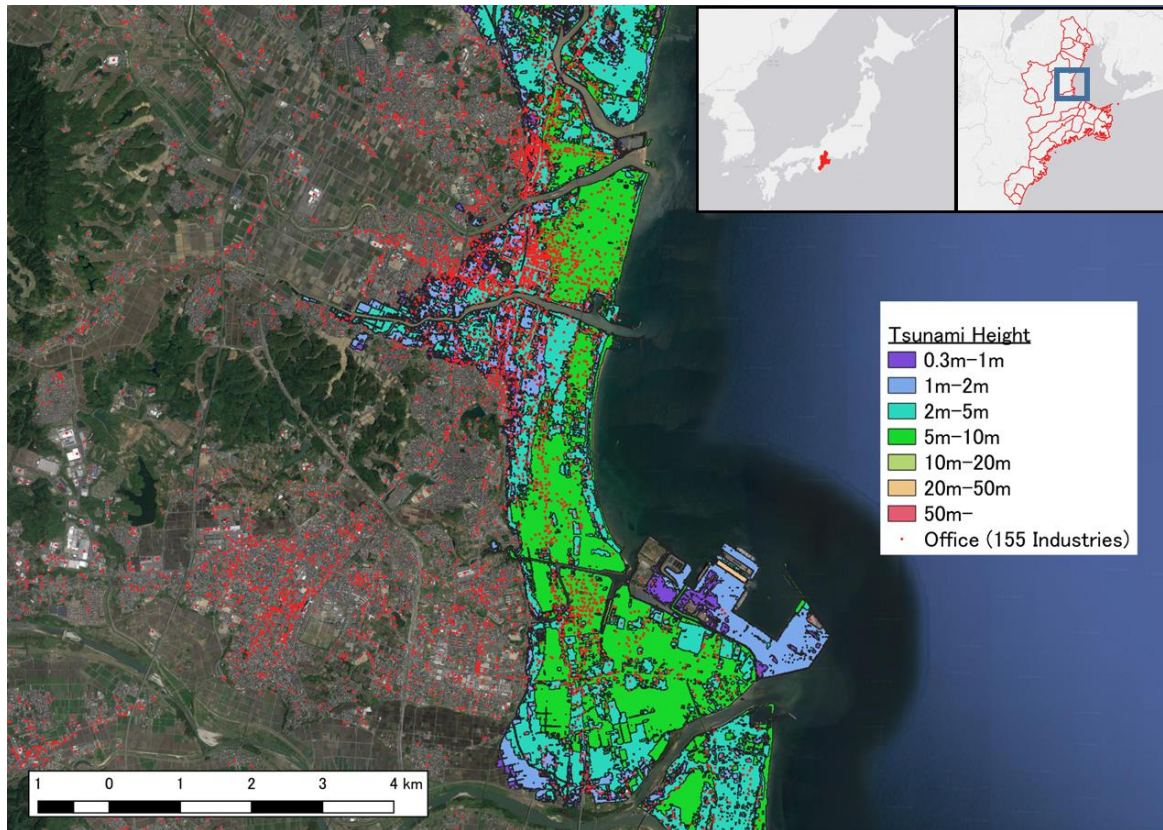 Tsunami Height
0.3m-1m
1m-2m
2m-5m
5m-10m
10m-20m
20m-50m
50m-
Office (155 Industries)
1 0 1 2 3 4 km